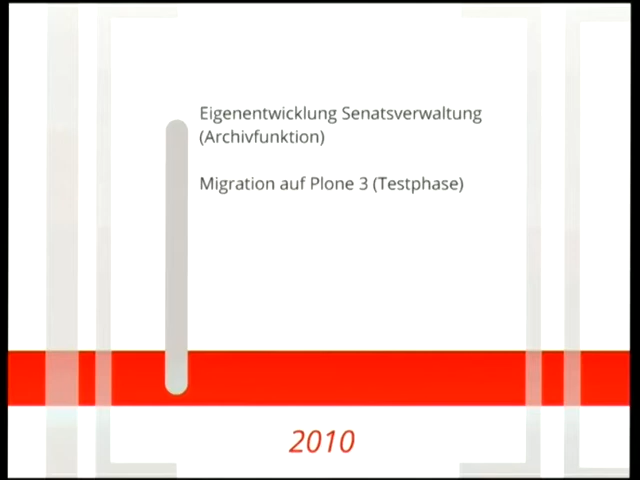 Eigenentwicklung Senatsverwaltung
(Archivfunktion)
Migration auf Plone 3 (Testphase)
2010